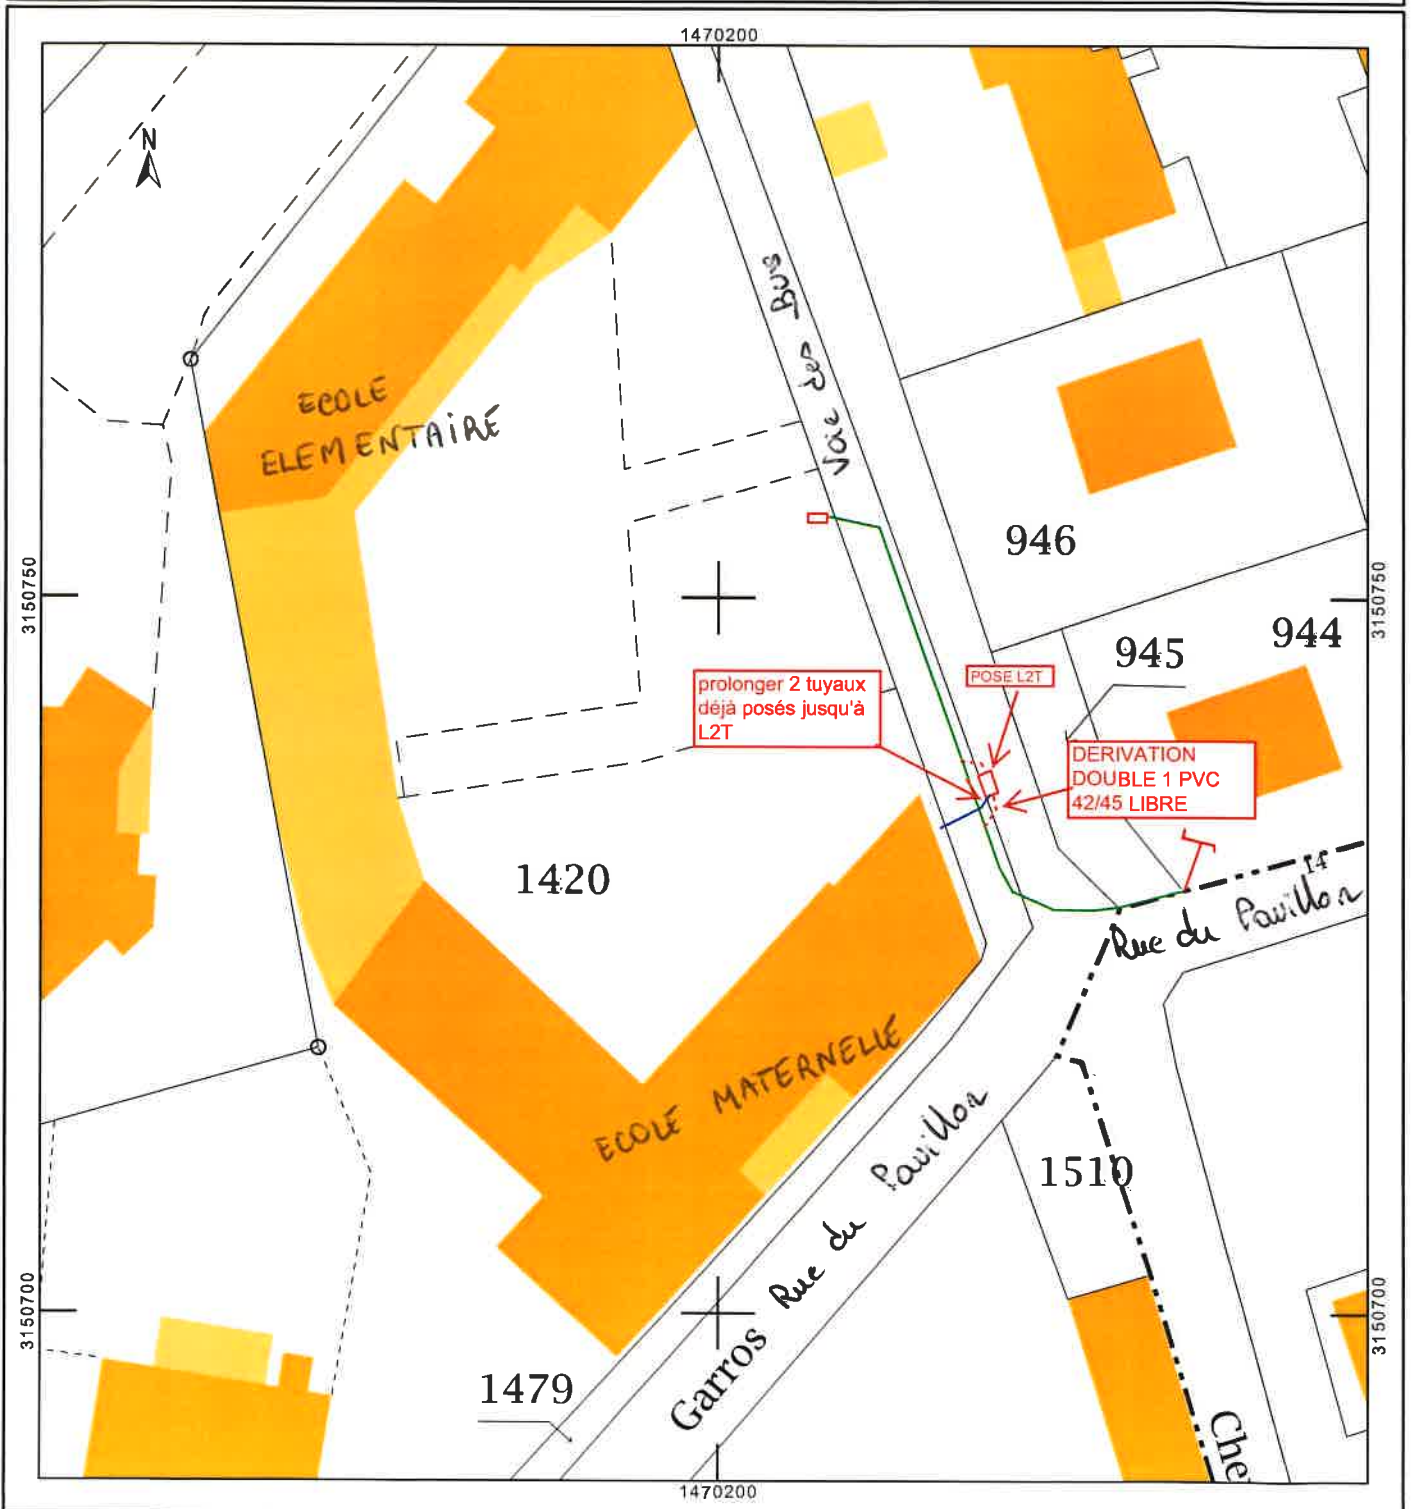 1470200
N
Voie des Bus
ECOLE
ELEMENTAIRE
946
3150750
3150750
944
945
prolonger 2 tuyaux
déjà posés jusqu'à
L2T
POSE L2T
DERIVATION
DOUBLE 1 PVC
42/45 LIBRE
1420
14
Rue du Pavillon
ECOLE MATERNELLE
Rue du Pavillon
1510
3150700
3150700
Garros
1479
Che
1470200